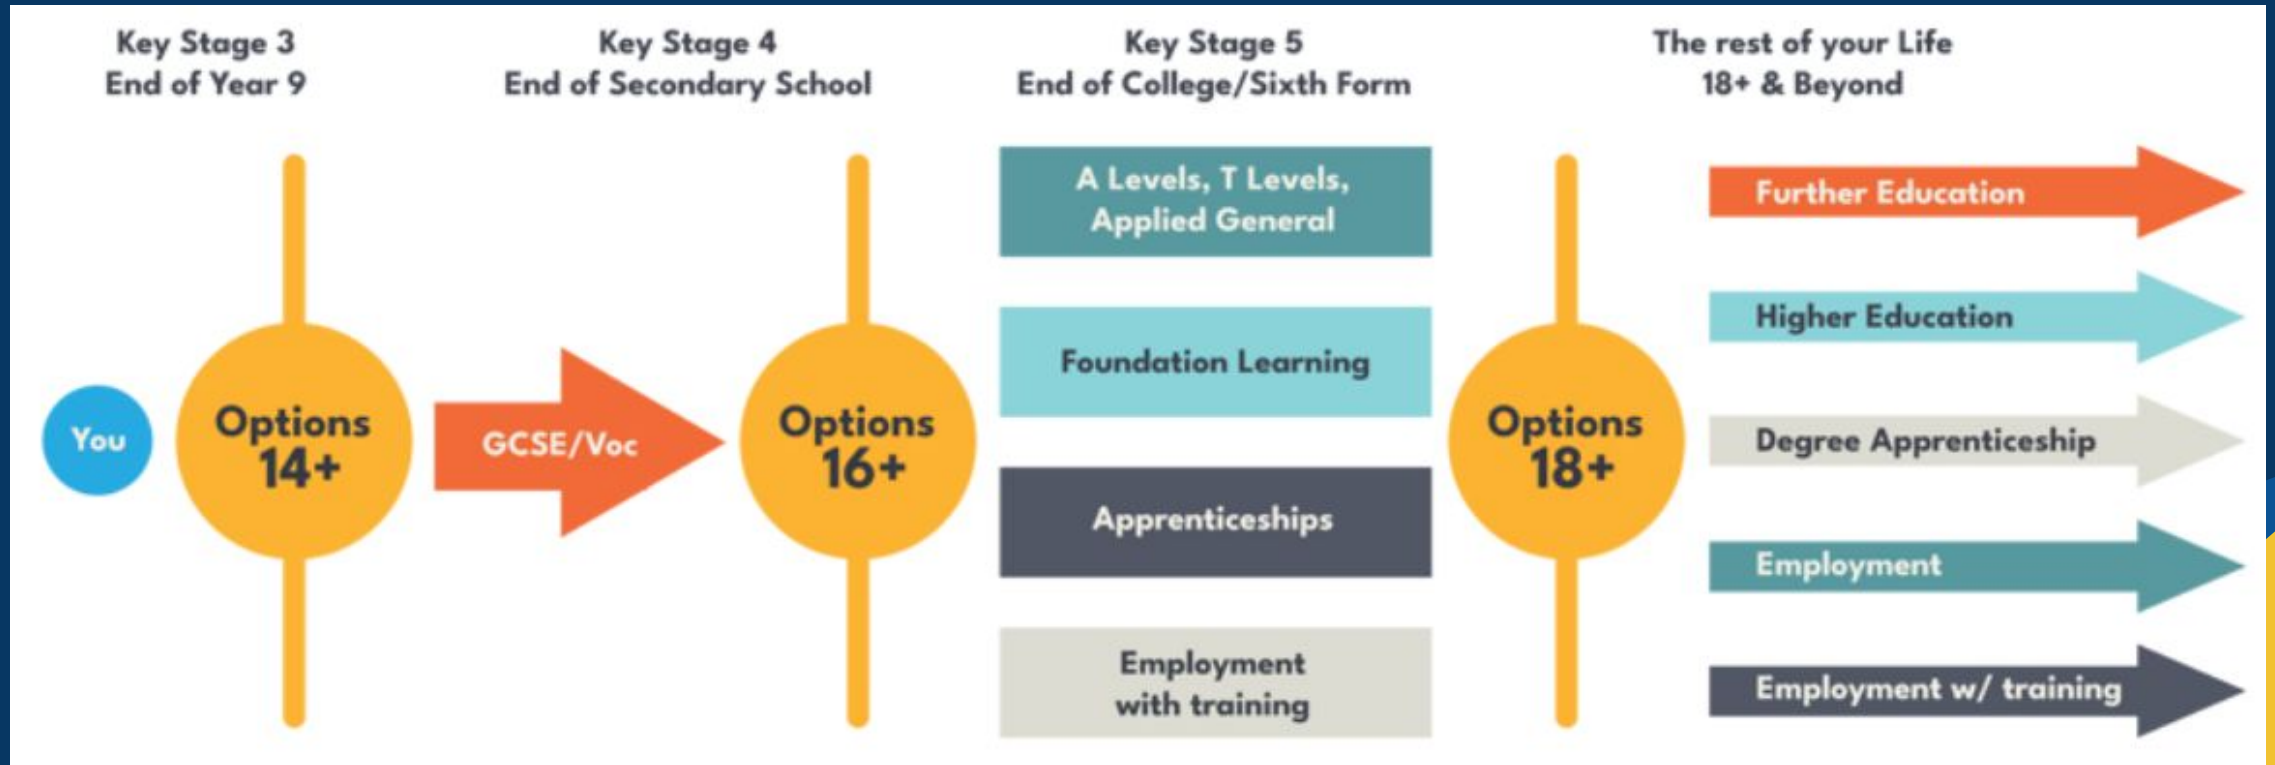 Key Stage 3
End of Year 9
Key Stage 4
End of Secondary School
Key Stage 5
End of College/Sixth Form
The rest of your Life
18+ & Beyond
You
Options
14+
GCSE/Voc
Options
16+
A Levels, T Levels,
Applied General
Foundation Learning
Apprenticeships
Employment
with training
Options
18+
Further Education
Higher Education
Degree Apprenticeship
Employment
Employment w/ training